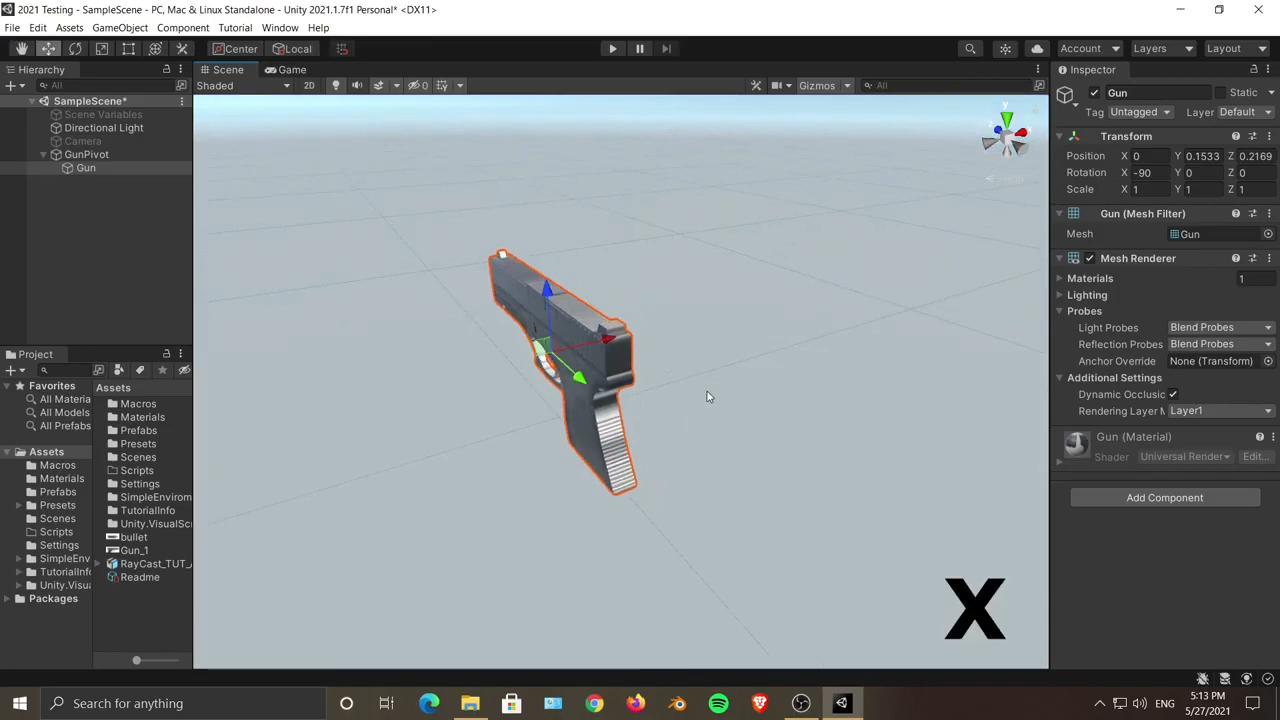 2021 Testing - SampleScene - PC, Mac & Linux Standalone - Unity 2021.1.7f1 Personal* <DX11>
File Edit Assets GameObject Component Tutorial Window Help
Center Local Account Layers Layout
Hierarchy Scene Game Inspector
All Shaded 2D 0 Gizmos All Gun Static
SampleScene*
Scene Variables Tag Untagged Layer Default
Directional Light y
Camera Transform
GunPivot Position X 0 Y 0.1533 Z 0.2169
Gun Rotation X -90 Y 0 Z 0
Scale X 1 Y 1 Z 1
Gun (Mesh Filter)
Mesh Gun
Mesh Renderer
Materials 1
Lighting
Probes
Light Probes Blend Probes
Reflection Probes Blend Probes
Anchor Override None (Transform)
Additional Settings
Dynamic Occlusic
Rendering Layer M Layer1
Gun (Material)
Shader Universal Render Edit...
Add Component
Project
Favorites Assets
All Materia Macros
All Models Materials
All Prefabs Prefabs
Presets
Assets Scenes
Macros Scripts
Materials Settings
Prefabs SimpleEnvirom
Presets TutorialInfo
Scenes Unity.VisualSc
Scripts bullet
Settings Gun_1
SimpleEnv RayCast_TUT_
TutorialInf Readme
Unity.Visua
Packages
X
Search for anything ENG 5:13 PM
5/27/2021